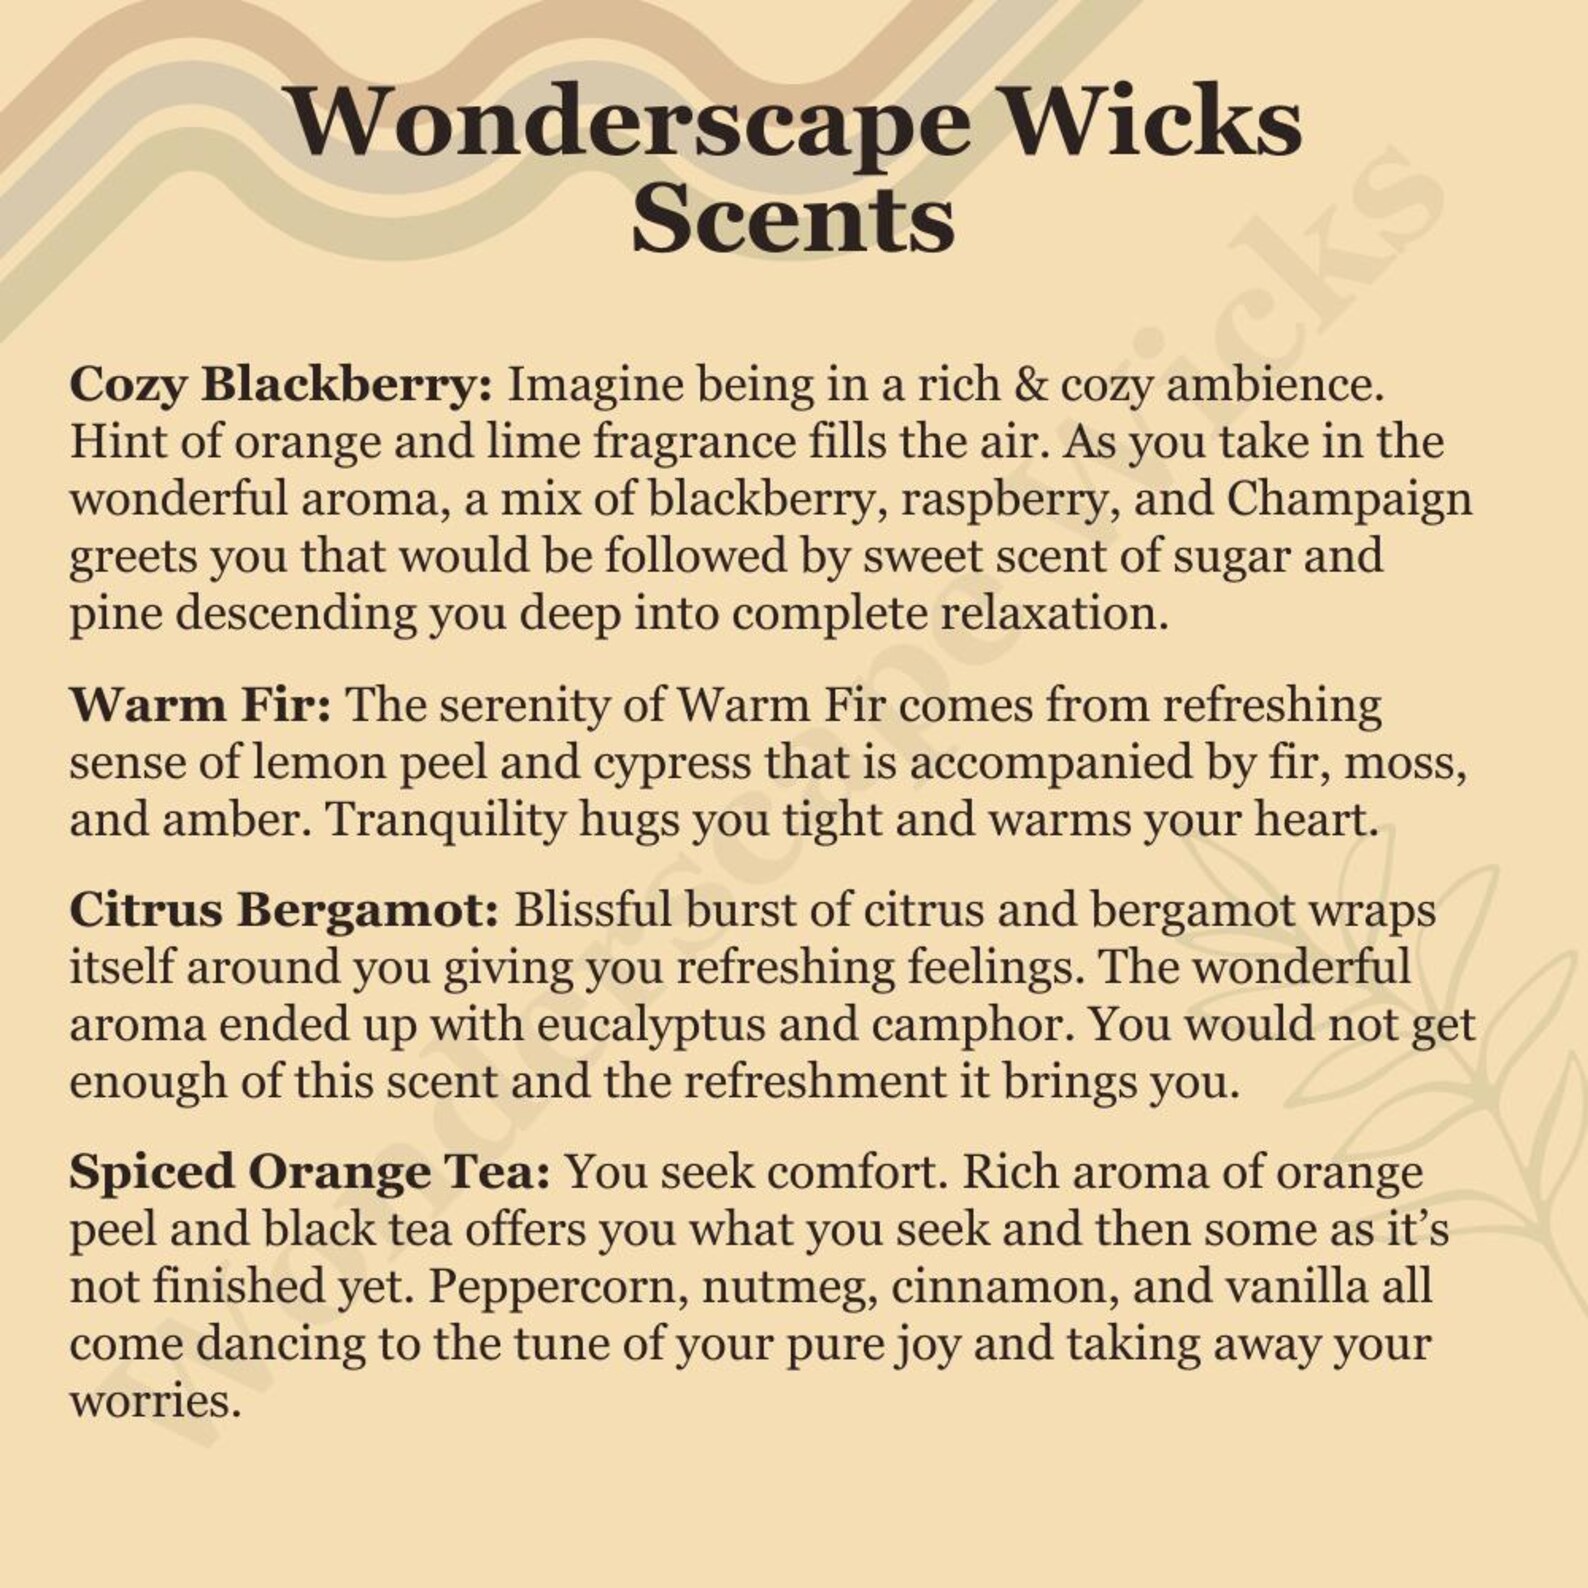 Wonderscape Wicks
Scents
Cozy Blackberry: Imagine being in a rich & cozy ambience.
Hint of orange and lime fragrance fills the air. As you take in the
wonderful aroma, a mix of blackberry, raspberry, and Champaign
greets you that would be followed by sweet scent of sugar and
pine descending you deep into complete relaxation.
Warm Fir: The serenity of Warm Fir comes from refreshing
sense of lemon peel and cypress that is accompanied by fir, moss,
and amber. Tranquility hugs you tight and warms your heart.
Citrus Bergamot: Blissful burst of citrus and bergamot wraps
itself around you giving you refreshing feelings. The wonderful
aroma ended up with eucalyptus and camphor. You would not get
enough of this scent and the refreshment it brings you.
Spiced Orange Tea: You seek comfort. Rich aroma of orange
peel and black tea offers you what you seek and then some as it’s
not finished yet. Peppercorn, nutmeg, cinnamon, and vanilla all
come dancing to the tune of your pure joy and taking away your
worries.
Wonderscape Wicks